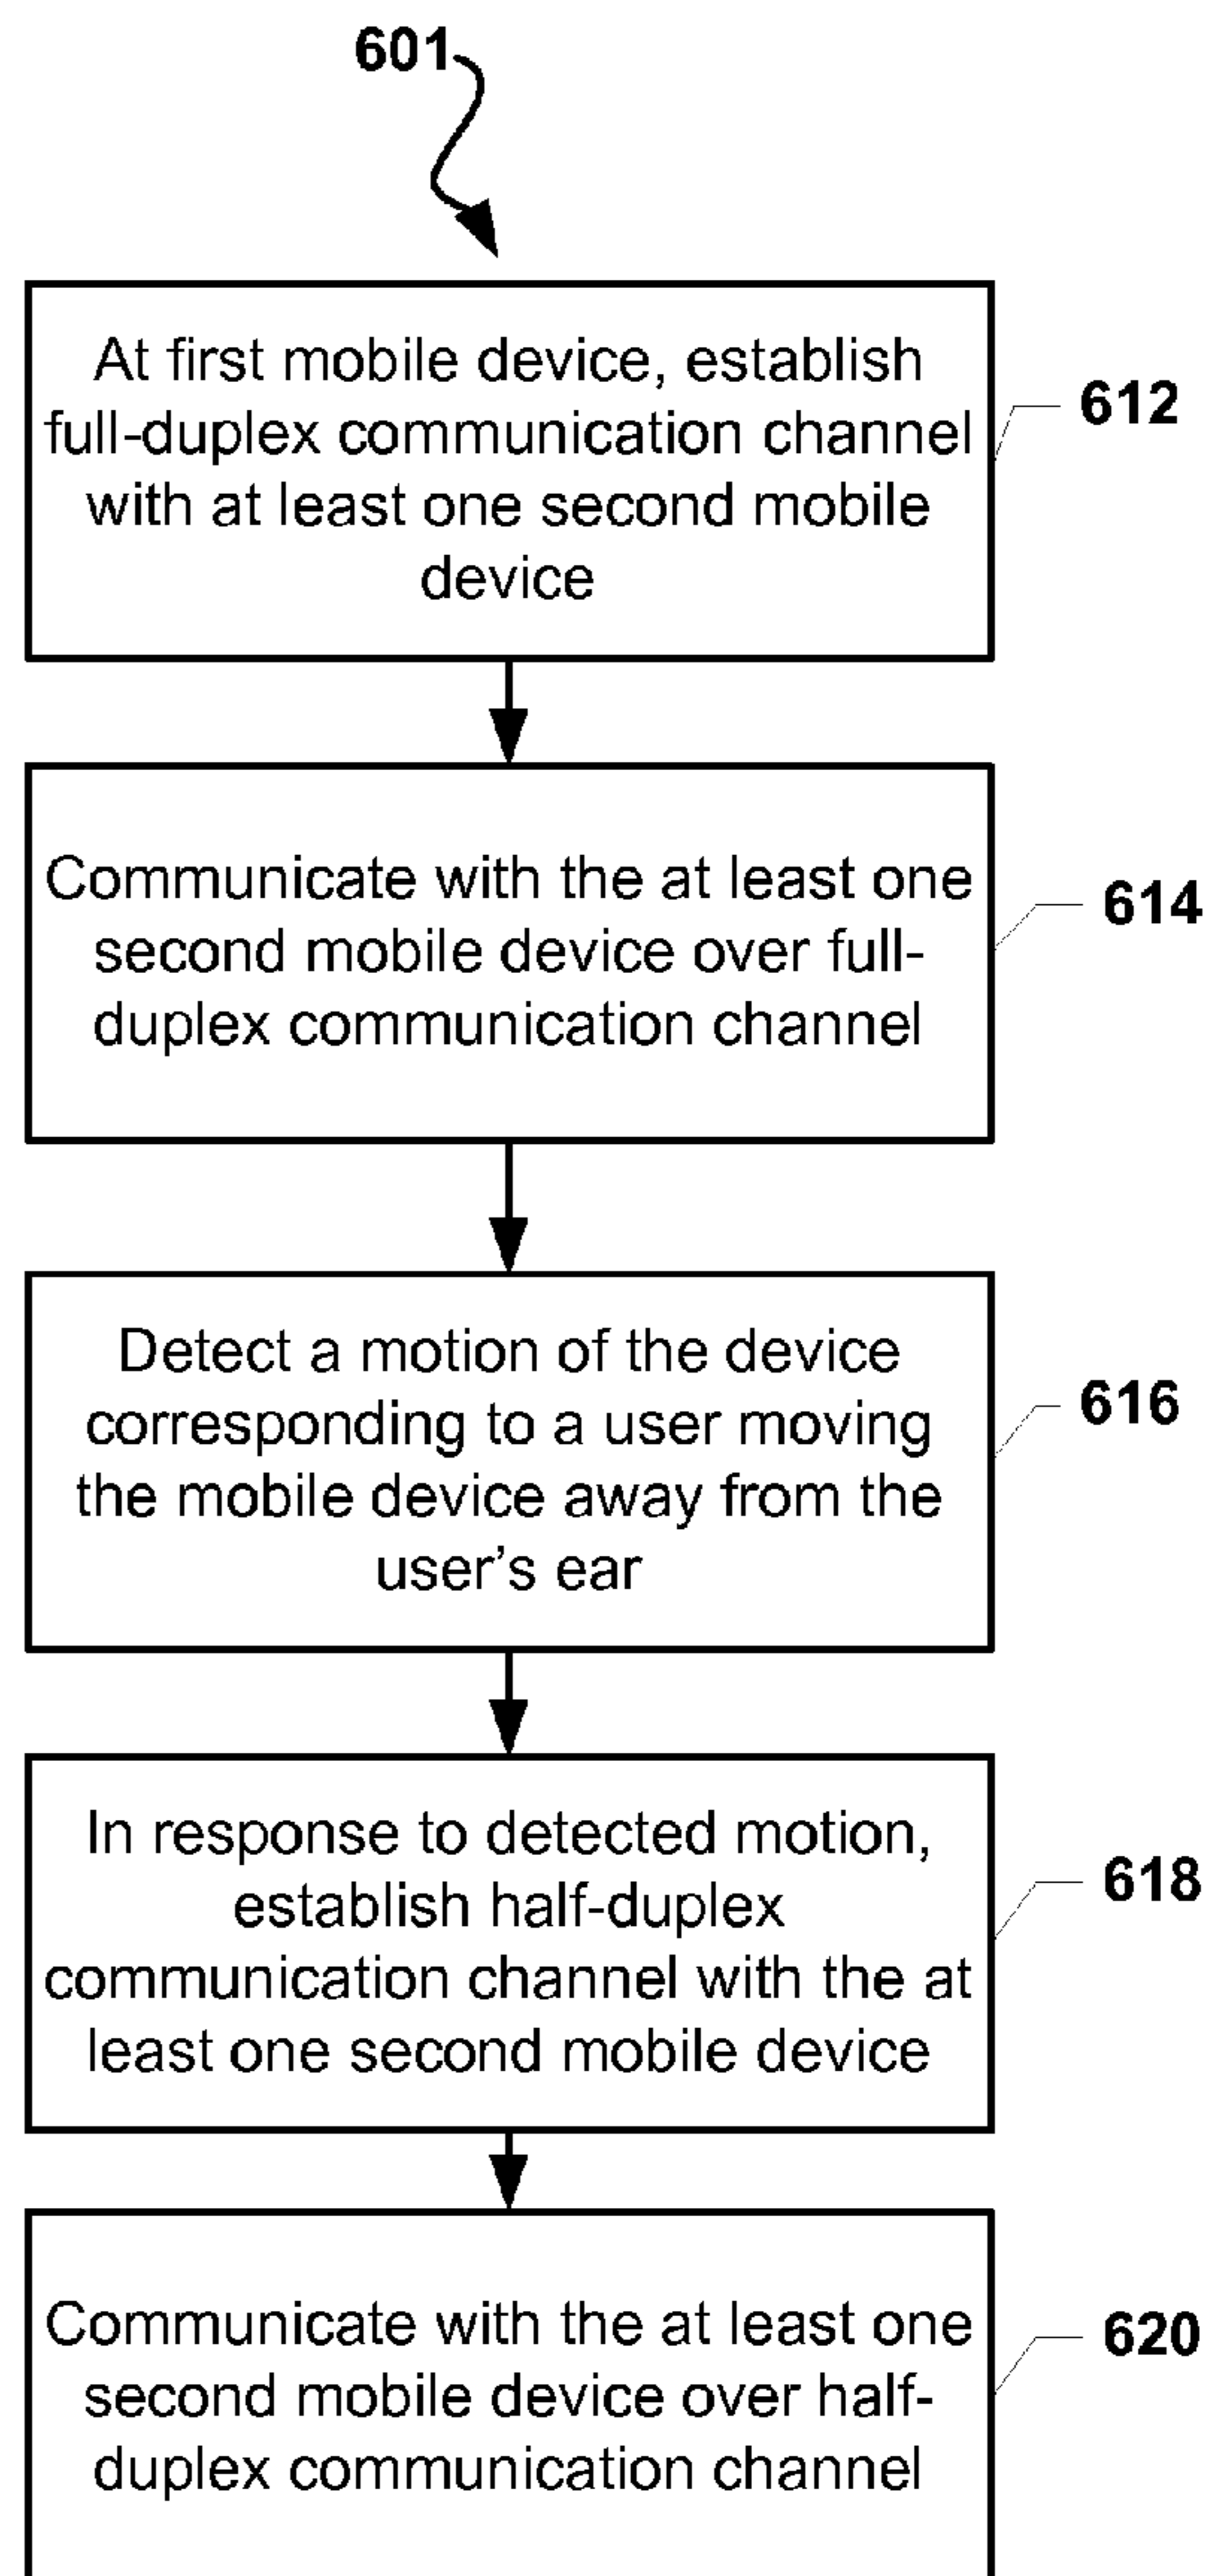 601
At first mobile device, establish
full-duplex communication channel
with at least one second mobile
device
612
Communicate with the at least one
second mobile device over full-
duplex communication channel
614
Detect a motion of the device
corresponding to a user moving
the mobile device away from the
user's ear
616
In response to detected motion,
establish half-duplex
communication channel with the at
least one second mobile device
618
Communicate with the at least one
second mobile device over half-
duplex communication channel
620